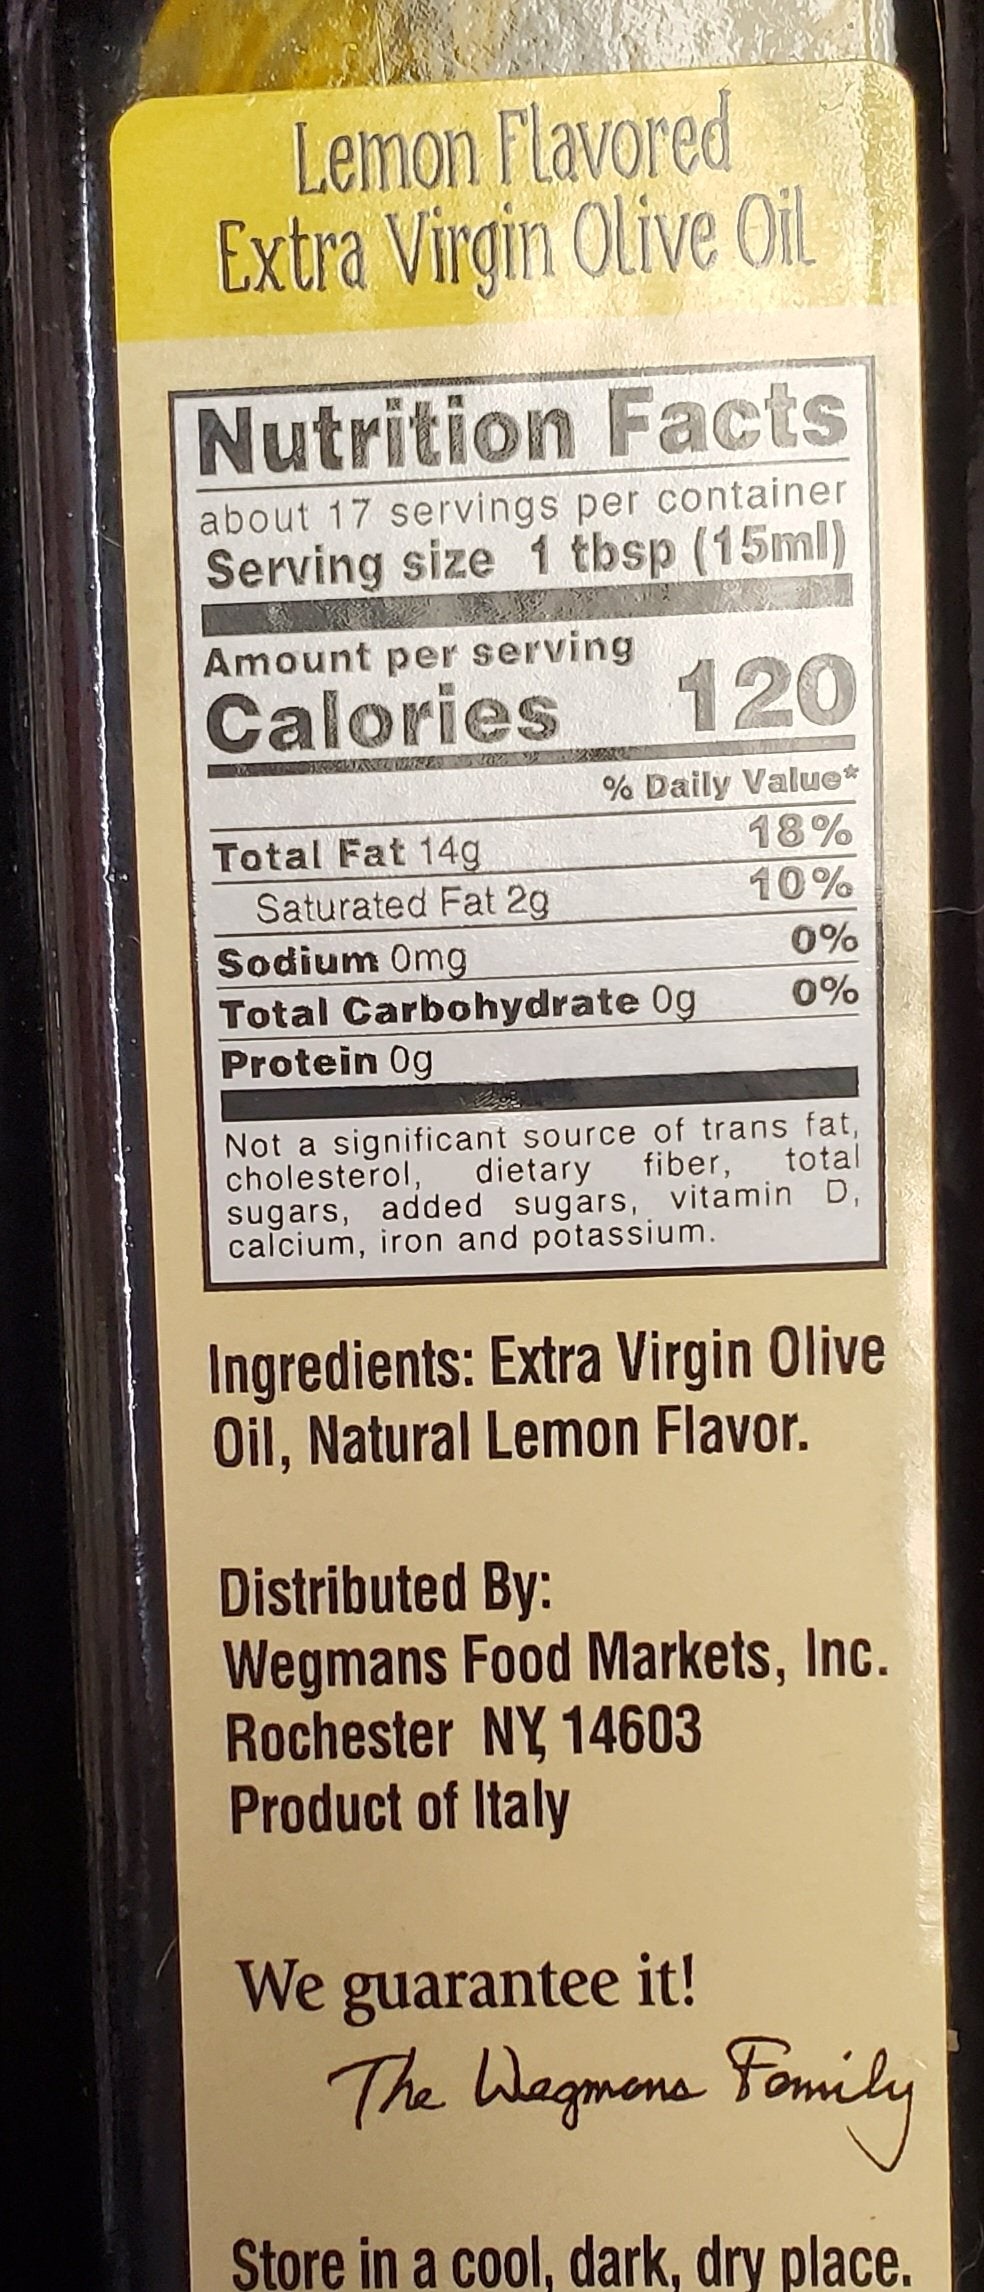 Lemon Flavored
Extra Virgin Olive Oil
Nutrition Facts
about 17 servings per container
Serving size 1 tbsp (15ml)
Amount per serving
Calories 120
% Daily Value*
Total Fat 14g 18%
Saturated Fat 2g 10%
Sodium 0mg 0%
Total Carbohydrate 0g 0%
Protein 0g
Not a significant source of trans fat,
cholesterol, dietary fiber, total
sugars, added sugars, vitamin D,
calcium, iron and potassium.
Ingredients: Extra Virgin Olive
Oil, Natural Lemon Flavor.
Distributed By:
Wegmans Food Markets, Inc.
Rochester NY, 14603
Product of Italy
We guarantee it!
The Wegmans Family
Store in a cool, dark, dry place.